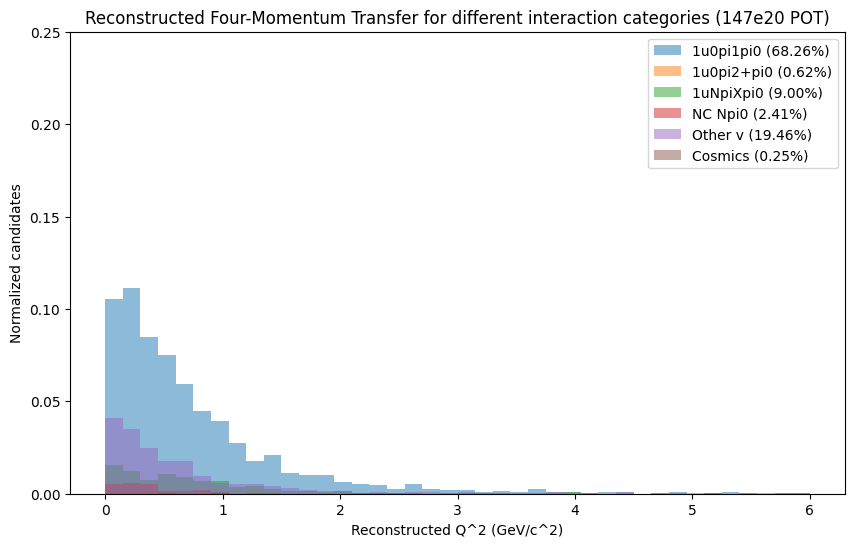 Reconstructed Four-Momentum Transfer for different interaction categories (147e20 POT)
1u0pi1pi0 (68.26%)
1u0pi2+pi0 (0.62%)
1uNpiXpi0 (9.00%)
NC Npi0 (2.41%)
Other v (19.46%)
Cosmics (0.25%)
Normalized candidates
0.25
0.20
0.15
0.10
0.05
0.00
0 1 2 3 4 5 6
Reconstructed Q^2 (GeV/c^2)